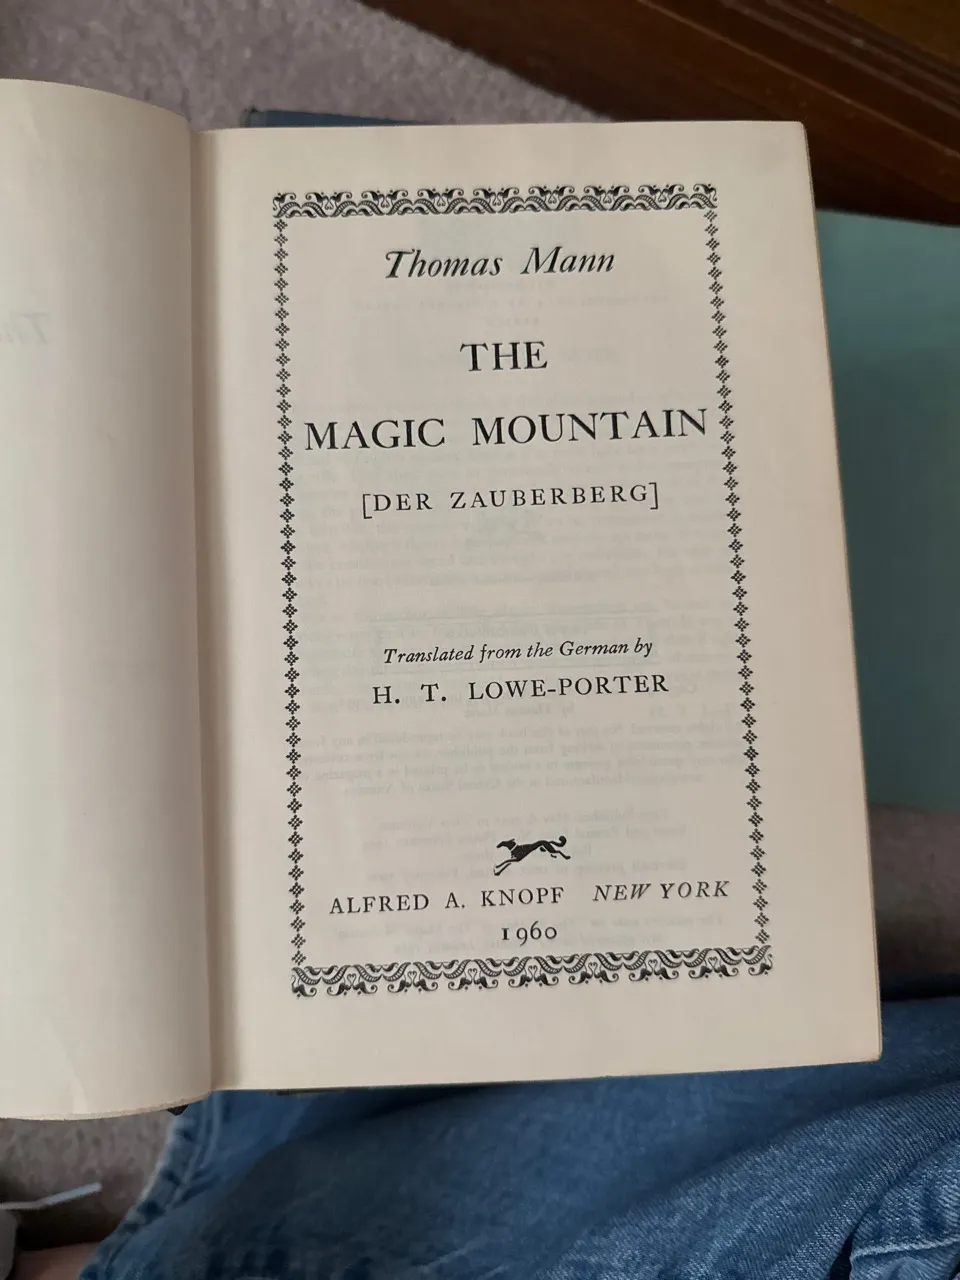 Thomas Mann
THE
MAGIC MOUNTAIN
[DER ZAUBERBERG]
Translated from the German by
H. T. LOWE-PORTER
ALFRED A. KNOPF NEW YORK
1960